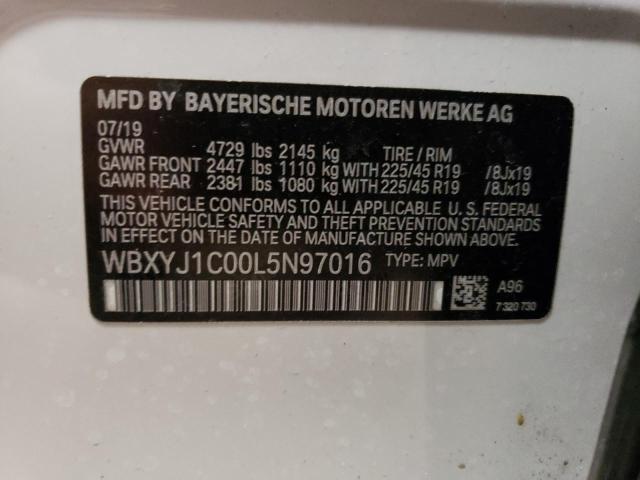 MFD BY BAYERISCHE MOTOREN WERKE AG
07/19
GVWR 4729 lbs 2145 kg TIRE / RIM
GAWR FRONT 2447 lbs 1110 kg WITH 225/45 R19 /8Jx19
GAWR REAR 2381 lbs 1080 kg WITH 225/45 R19 /8Jx19
THIS VEHICLE CONFORMS TO ALL APPLICABLE U. S. FEDERAL
MOTOR VEHICLE SAFETY AND THEFT PREVENTION STANDARDS
IN EFFECT ON THE DATE OF MANUFACTURE SHOWN ABOVE.
WBXYJ1C00L5N97016 TYPE: MPV
A96
7 320 730